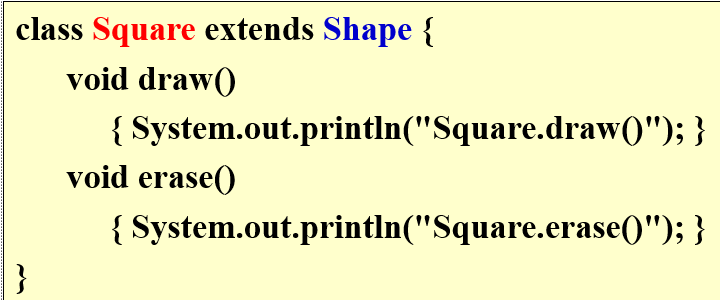 class Square extends Shape {
void draw()
{ System.out.println("Square.draw()"); }
void erase()
{ System.out.println("Square.erase()"); }
}